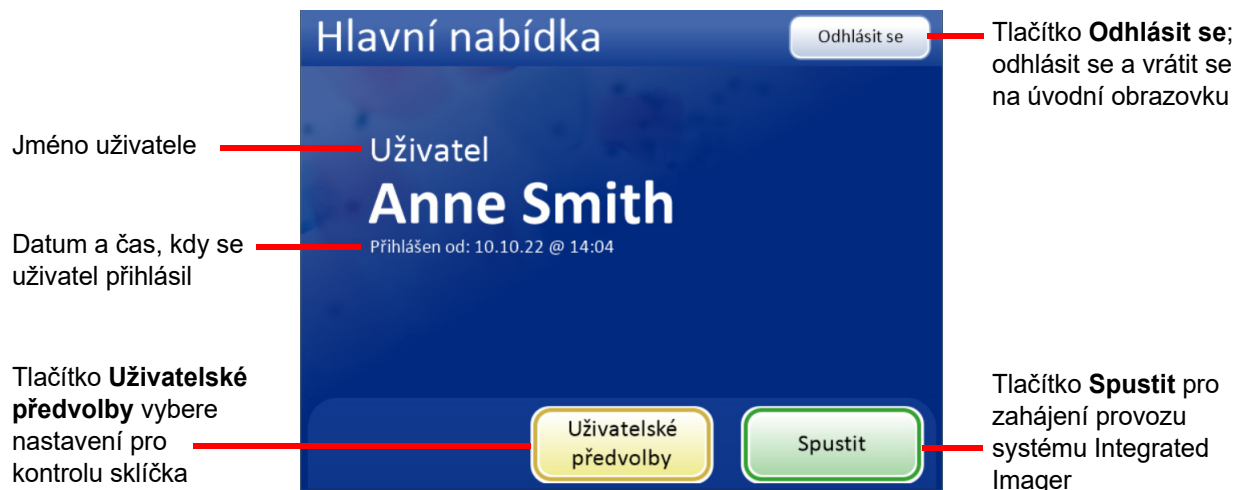 Hlavní nabídka
Odhlásit se
Tlačítko Odhlásit se;
odhlásit se a vrátit se
na úvodní obrazovku
Jméno uživatele
Uživatel
Anne Smith
Datum a čas, kdy se
uživatel přihlásil
Přihlášen od: 10.10.22 @ 14:04
Tlačítko Uživatelské
předvolby vybere
nastavení pro
kontrolu sklíčka
Uživatelské
předvolby
Spustit
Tlačítko Spustit pro
zahájení provozu
systému Integrated
Imager